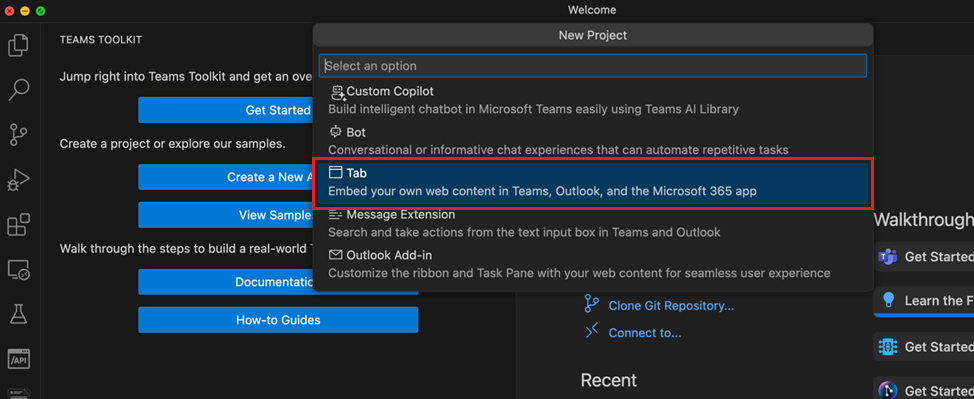 Welcome
TEAMS TOOLKIT
New Project
Select an option
Jump right into Teams Toolkit and get an ove
Custom Copilot
Build intelligent chatbot in Microsoft Teams easily using Teams AI Library
Get Started
Bot
Conversational or informative chat experiences that can automate repetitive tasks
Create a project or explore our samples.
Tab
Embed your own web content in Teams, Outlook, and the Microsoft 365 app
Create a New A
Message Extension
Search and take actions from the text input box in Teams and Outlook
View Sample
Outlook Add-in
Customize the ribbon and Task Pane with your web content for seamless user experience
Walk through the steps to build a real-world T
Documentatio
How-to Guides
Clone Git Repository...
Connect to...
Recent
Walkthrough
Get Started
Learn the F
Get Started
Get Started
/API